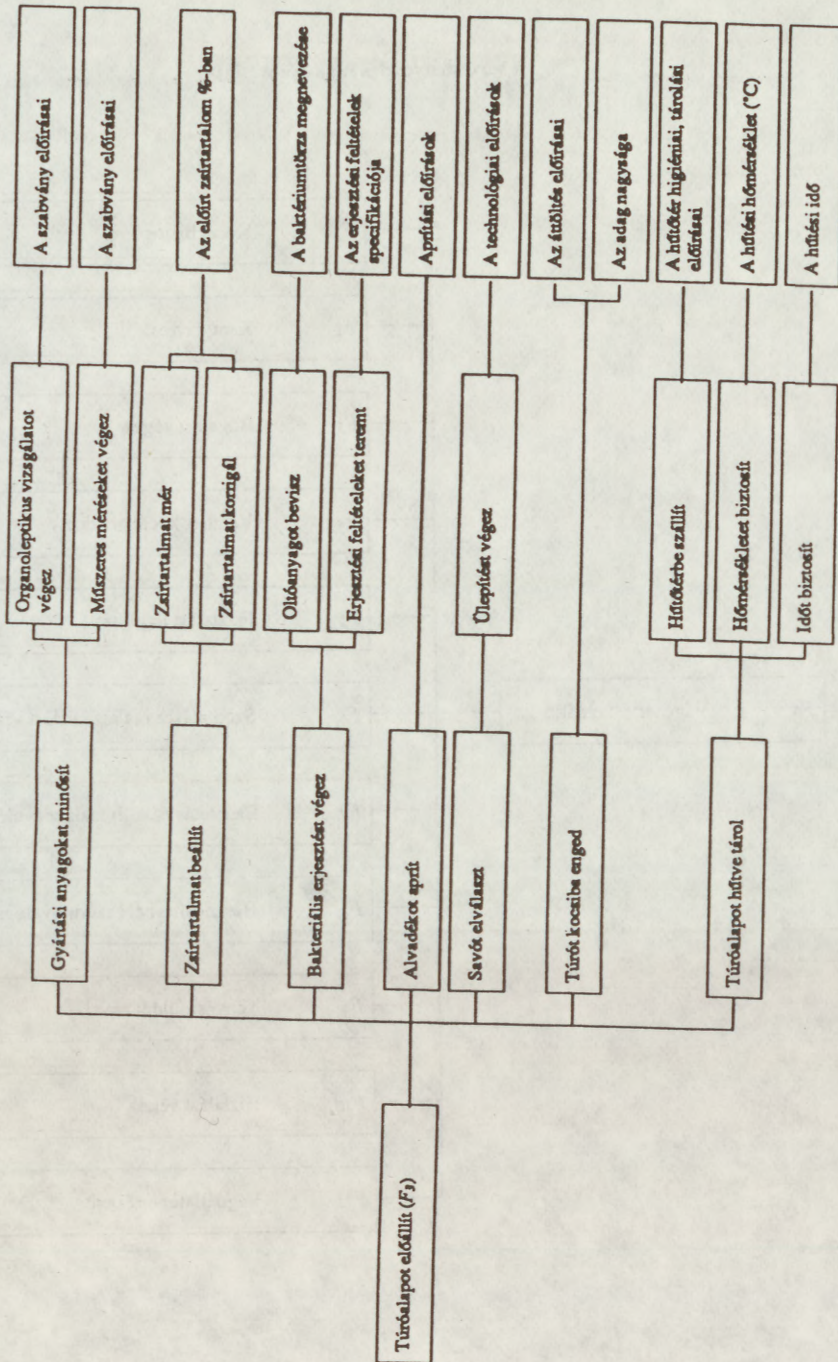 Túróalapot előállít (F3)
Gyártási anyagokat minősít
Zsírtartalmat beállít
Bakteriális erjesztést végez
Alvadékot aprít
Savót elválaszt
Túrót kocsiba enged
Túróalapot hűtve tárol
Organoleptikus vizsgálatot
végez
Műszeres méréseket végez
Zsírtartalmat mér
Zsírtartalmat korrigál
Oltóanyagot bevisz
Erjesztési feltételeket teremt
Ülepítést végez
Hűtőtérbe szállít
Hőmérsékletet biztosít
Időt biztosít
A szabvány előírásai
A szabvány előírásai
Az előírt zsírtartalom %-ban
A baktériumtörzs megnevezése
Az erjesztési feltételek
specifikációja
Aprítási előírások
A technológiai előírások
Az áttöltés előírásai
Az adag nagysága
A hűtőtér higiéniai, tárolási
előírásai
A hűtési hőmérséklet (°C)
A hűtési idő